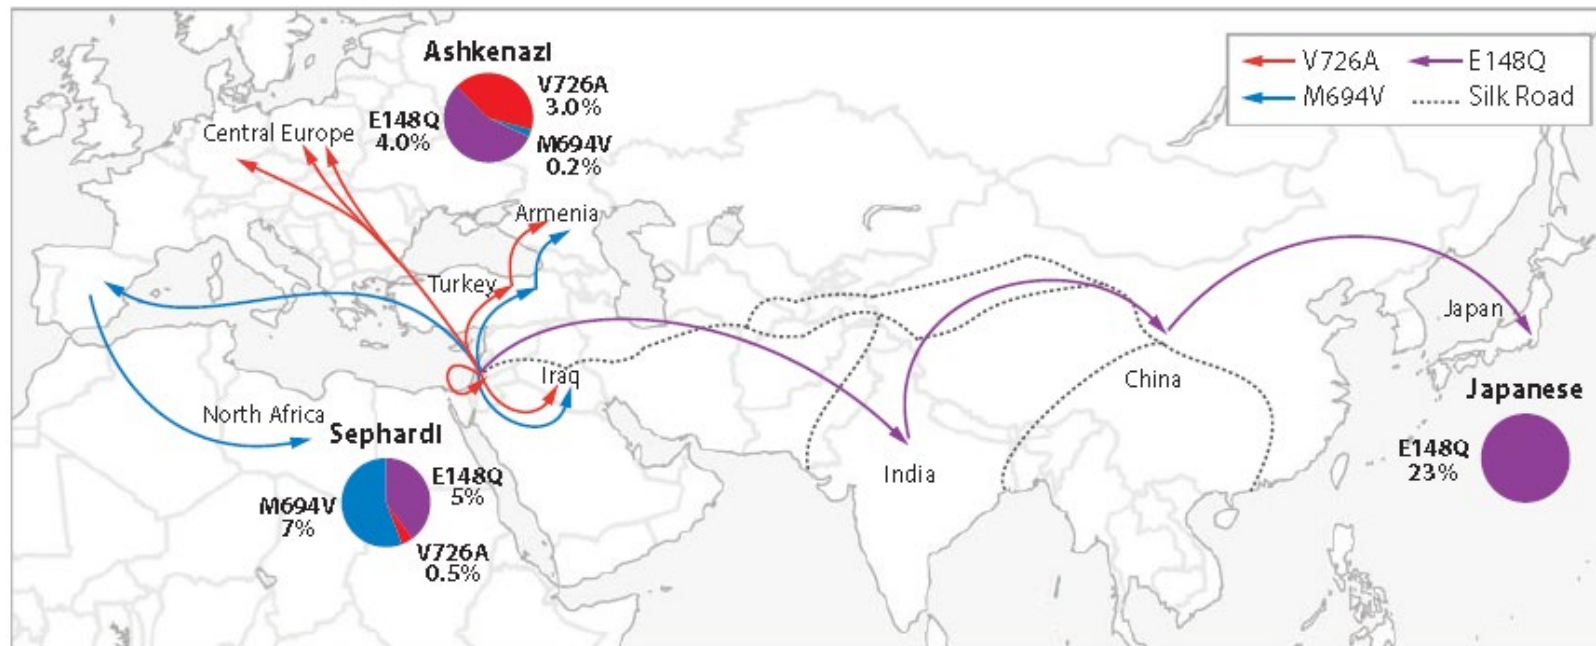 Ashkenazi
V726A
3.0%
E148Q
4.0%
M694V
0.2%
V726A
E148Q
M694V
Silk Road
Central Europe
Armenia
Turkey
Japan
Iraq
China
North Africa
India
Sephardi
E148Q
5%
M694V
7%
V726A
0.5%
Japanese
E148Q
23%